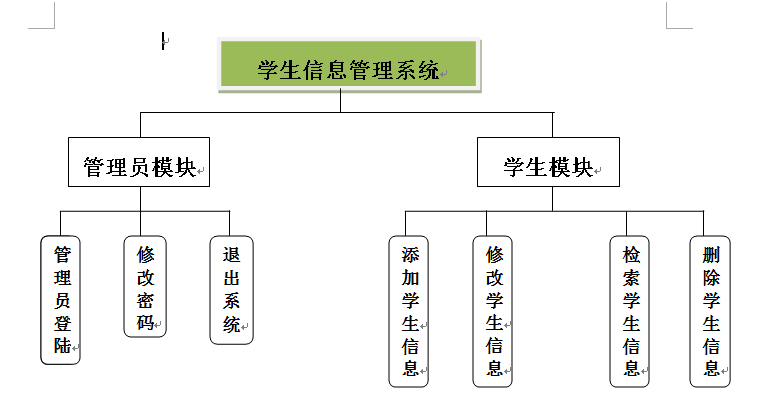 学生信息管理系统
管理员模块
学生模块
管理员登陆
修改密码
退出系统
添加学生信息
修改学生信息
检索学生信息
删除学生信息